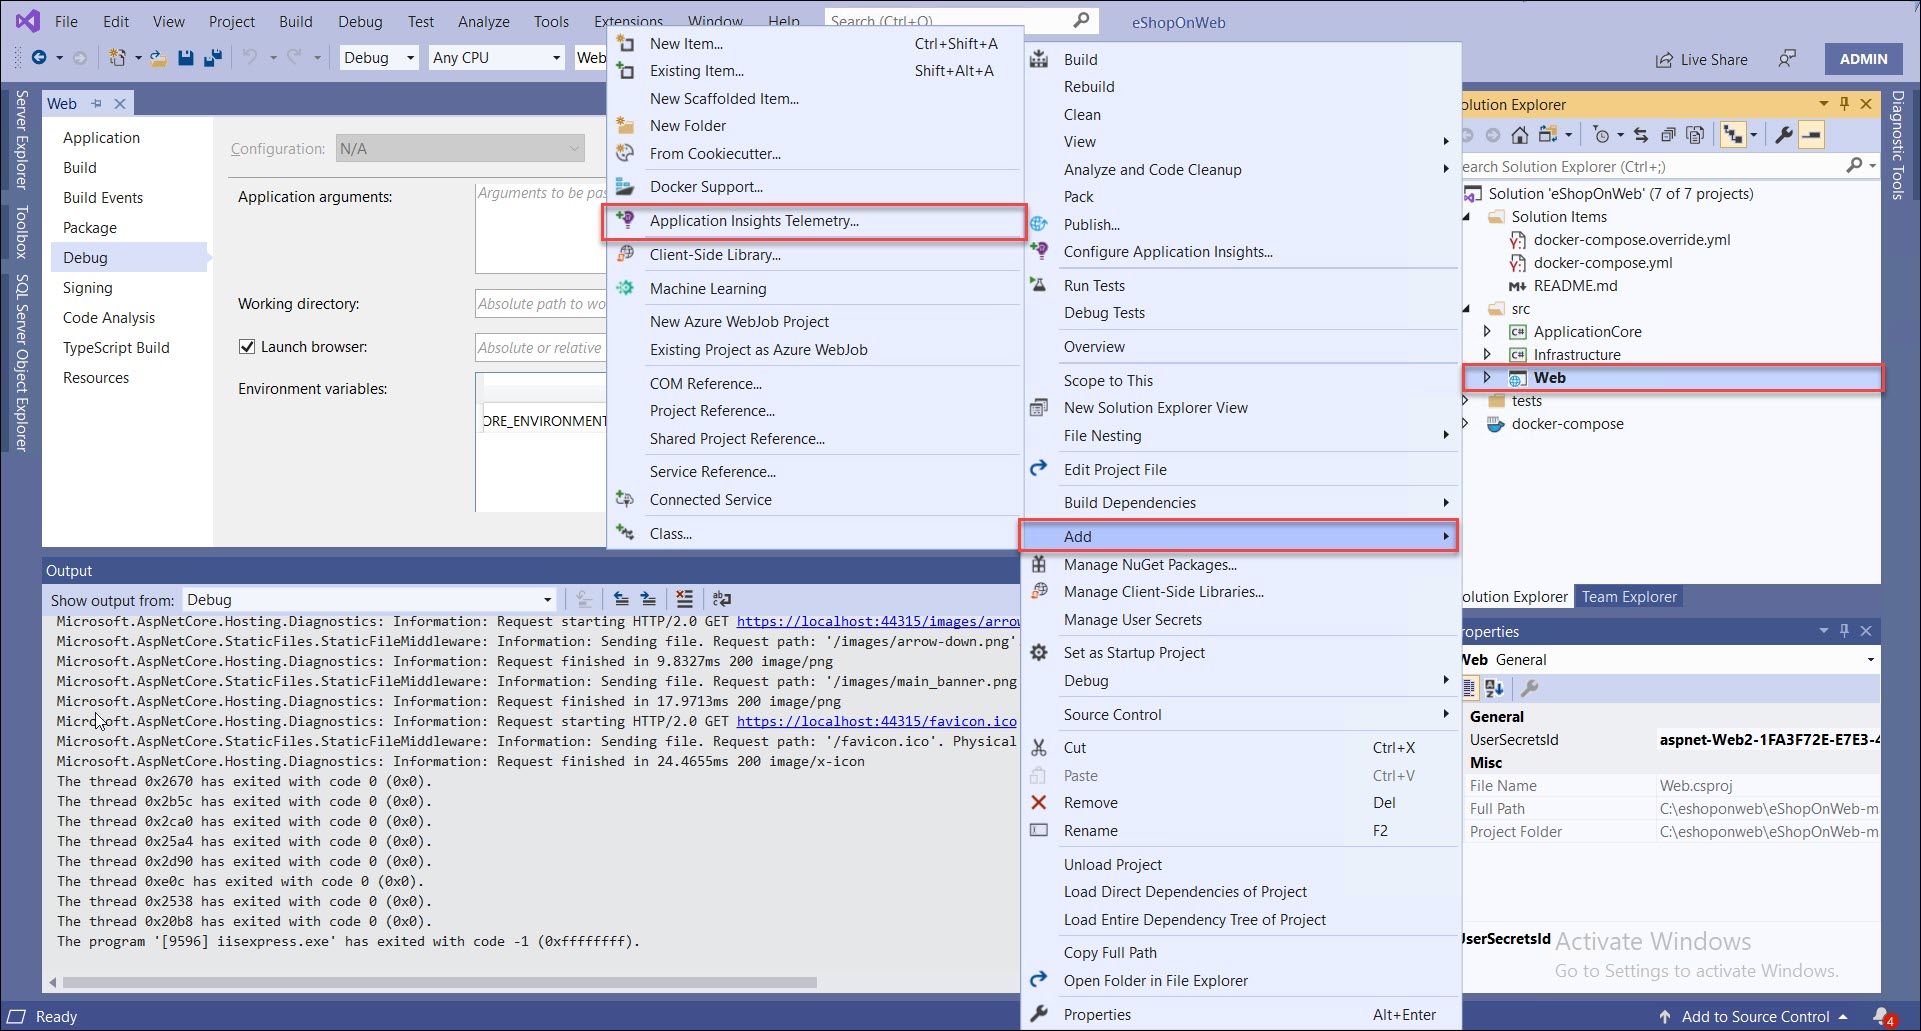 File Edit View Project Build Debug Test Analyze Tools Extensions Window Help Search (Ctrl+Q) eShopOnWeb
Debug Any CPU Web
Live Share ADMIN
Server Explorer
Toolbox
SQL Server Object Explorer
Web
Application
Build
Build Events
Package
Debug
Signing
Code Analysis
TypeScript Build
Resources
Configuration: N/A
Application arguments: Arguments to be pas
Working directory: Absolute path to wo
Launch browser: Absolute or relative
Environment variables:
ORE_ENVIRONMENT
New Item... Ctrl+Shift+A
Existing Item... Shift+Alt+A
New Scaffolded Item...
New Folder
From Cookiecutter...
Docker Support...
Application Insights Telemetry...
Client-Side Library...
Machine Learning
New Azure WebJob Project
Existing Project as Azure WebJob
COM Reference...
Project Reference...
Shared Project Reference...
Service Reference...
Connected Service
Class...
Build
Rebuild
Clean
View
Analyze and Code Cleanup
Pack
Publish...
Configure Application Insights...
Run Tests
Debug Tests
Overview
Scope to This
New Solution Explorer View
File Nesting
Edit Project File
Build Dependencies
Add
Manage NuGet Packages...
Manage Client-Side Libraries...
Manage User Secrets
Set as Startup Project
Debug
Source Control
Cut Ctrl+X
Paste Ctrl+V
Remove Del
Rename F2
Unload Project
Load Direct Dependencies of Project
Load Entire Dependency Tree of Project
Copy Full Path
Open Folder in File Explorer
Properties Alt+Enter
olution Explorer
earch Solution Explorer (Ctrl+;)
Solution 'eShopOnWeb' (7 of 7 projects)
Solution Items
docker-compose.override.yml
docker-compose.yml
README.md
src
ApplicationCore
Infrastructure
Web
tests
docker-compose
Diagnostic Tools
olution Explorer Team Explorer
roperties
Web General
General
UserSecretsId aspnet-Web2-1FA3F72E-E7E3-4
Misc
File Name Web.csproj
Full Path C:\eshoponweb\eShopOnWeb-m
Project Folder C:\eshoponweb\eShopOnWeb-m
UserSecretsId
Activate Windows
Go to Settings to activate Windows.
Output
Show output from: Debug
Microsoft.AspNetCore.Hosting.Diagnostics: Information: Request starting HTTP/2.0 GET https://localhost:44315/images/arrow
Microsoft.AspNetCore.StaticFiles.StaticFileMiddleware: Information: Sending file. Request path: '/images/arrow-down.png'.
Microsoft.AspNetCore.Hosting.Diagnostics: Information: Request finished in 9.8327ms 200 image/png
Microsoft.AspNetCore.StaticFiles.StaticFileMiddleware: Information: Sending file. Request path: '/images/main_banner.png
Microsoft.AspNetCore.Hosting.Diagnostics: Information: Request finished in 17.9713ms 200 image/png
Microsoft.AspNetCore.Hosting.Diagnostics: Information: Request starting HTTP/2.0 GET https://localhost:44315/favicon.ico
Microsoft.AspNetCore.StaticFiles.StaticFileMiddleware: Information: Sending file. Request path: '/favicon.ico'. Physical
Microsoft.AspNetCore.Hosting.Diagnostics: Information: Request finished in 24.4655ms 200 image/x-icon
The thread 0x2670 has exited with code 0 (0x0).
The thread 0x2b5c has exited with code 0 (0x0).
The thread 0x2ca0 has exited with code 0 (0x0).
The thread 0x25a4 has exited with code 0 (0x0).
The thread 0x2d90 has exited with code 0 (0x0).
The thread 0xe0c has exited with code 0 (0x0).
The thread 0x2538 has exited with code 0 (0x0).
The thread 0x20b8 has exited with code 0 (0x0).
The program '[9596] iisexpress.exe' has exited with code -1 (0xffffffff).
Ready
Add to Source Control 4